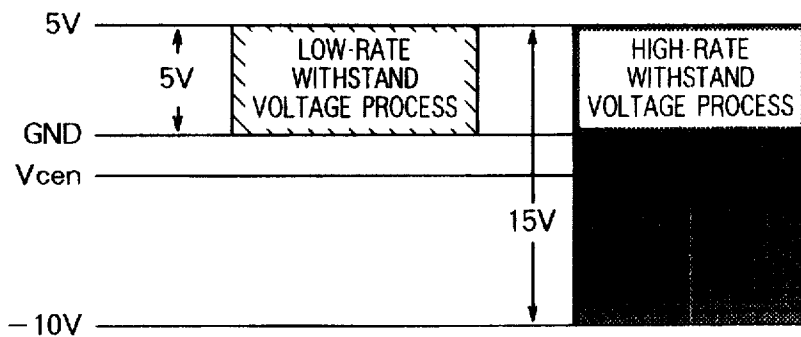 5V
5V
LOW-RATE
WITHSTAND
VOLTAGE PROCESS
HIGH-RATE
WITHSTAND
VOLTAGE PROCESS
GND
Vcen
15V
−10V